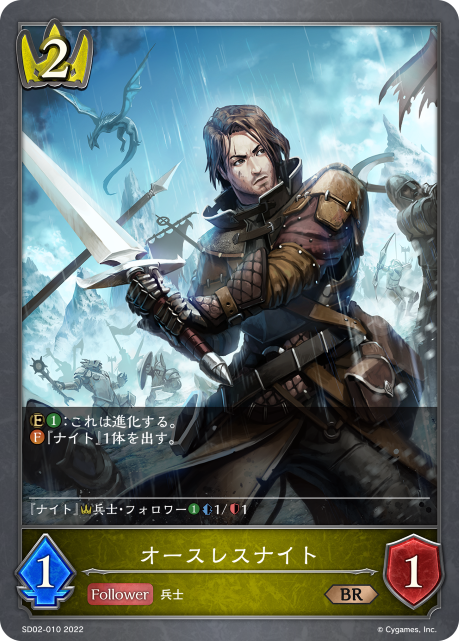 2
E 1：これは進化する。
F『ナイト』1体を出す。
『ナイト』兵士・フォロワー 1 1/1
オースレスナイト
1
Follower 兵士
BR
1
SD02-010 2022
© Cygames, Inc.